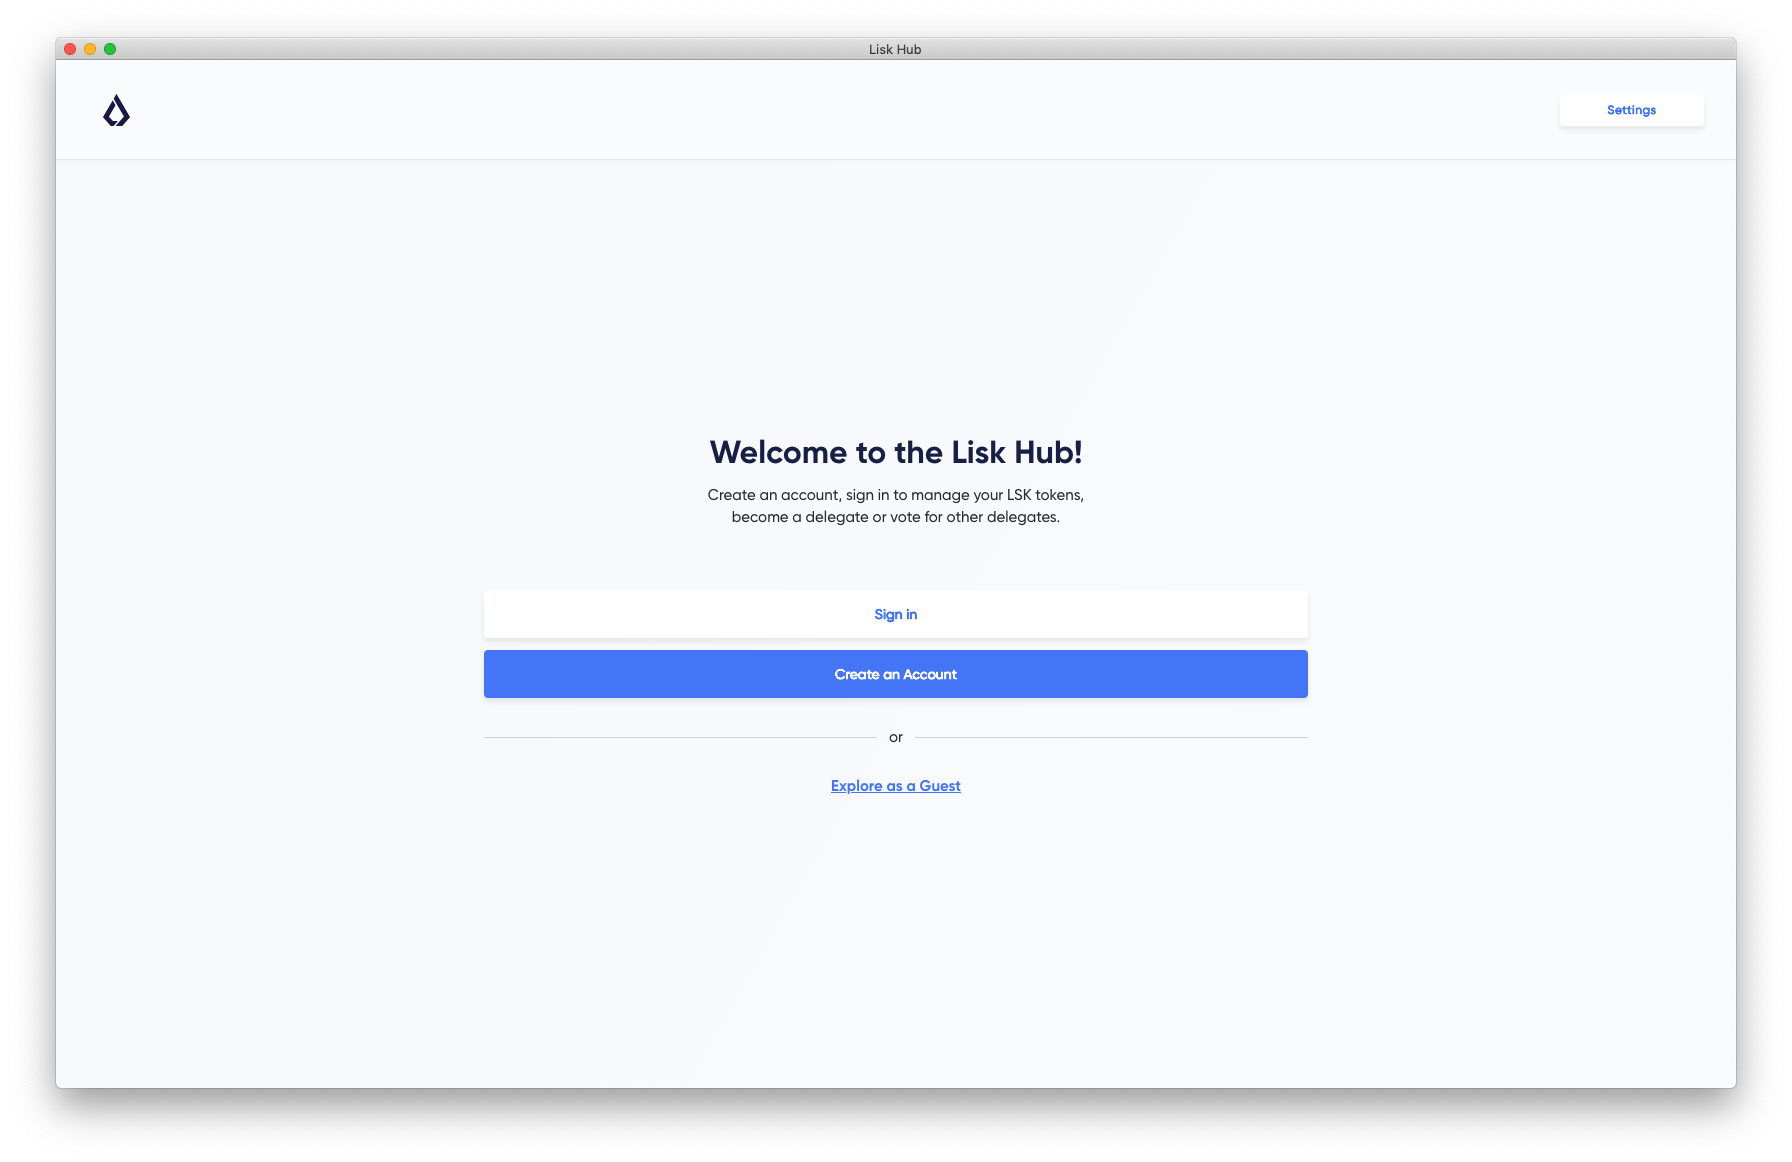 Lisk Hub
Settings
Welcome to the Lisk Hub!
Create an account, sign in to manage your LSK tokens,
become a delegate or vote for other delegates.
Sign in
Create an Account
or
Explore as a Guest